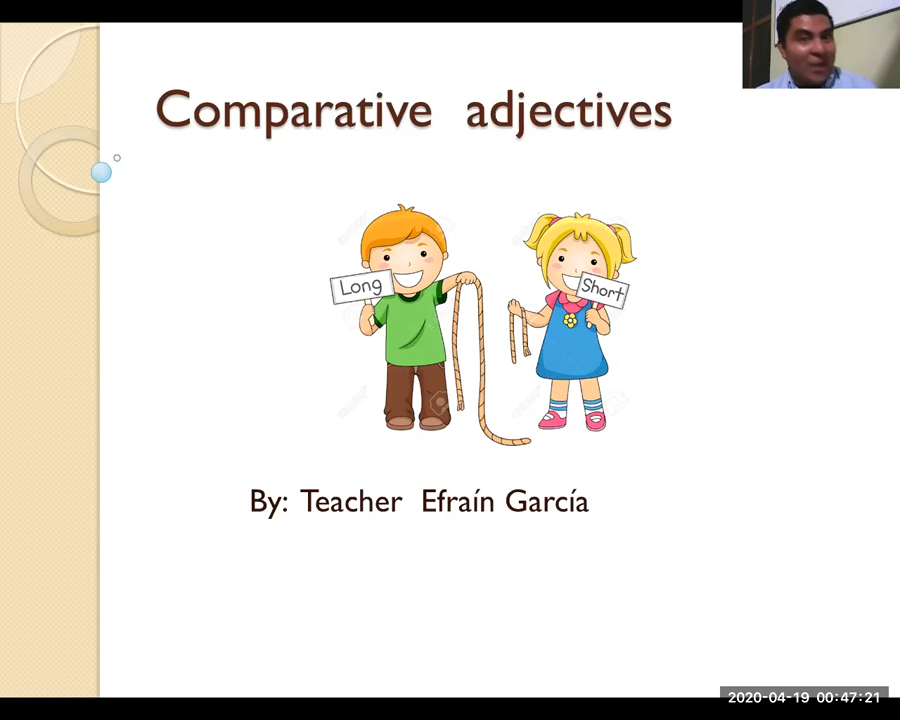 Comparative adjectives
Long
Short
By: Teacher Efraín García
2020-04-19 00:47:21